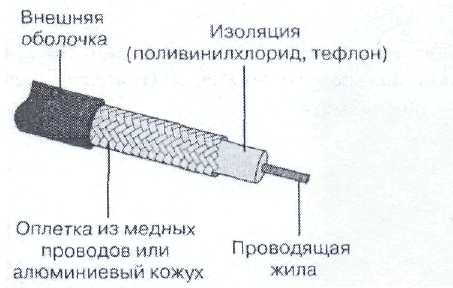 Внешняя
оболочка
Изоляция
(поливинилхлорид, тефлон)
Оплетка из медных
проводов или
алюминиевый кожух
Проводящая
жила